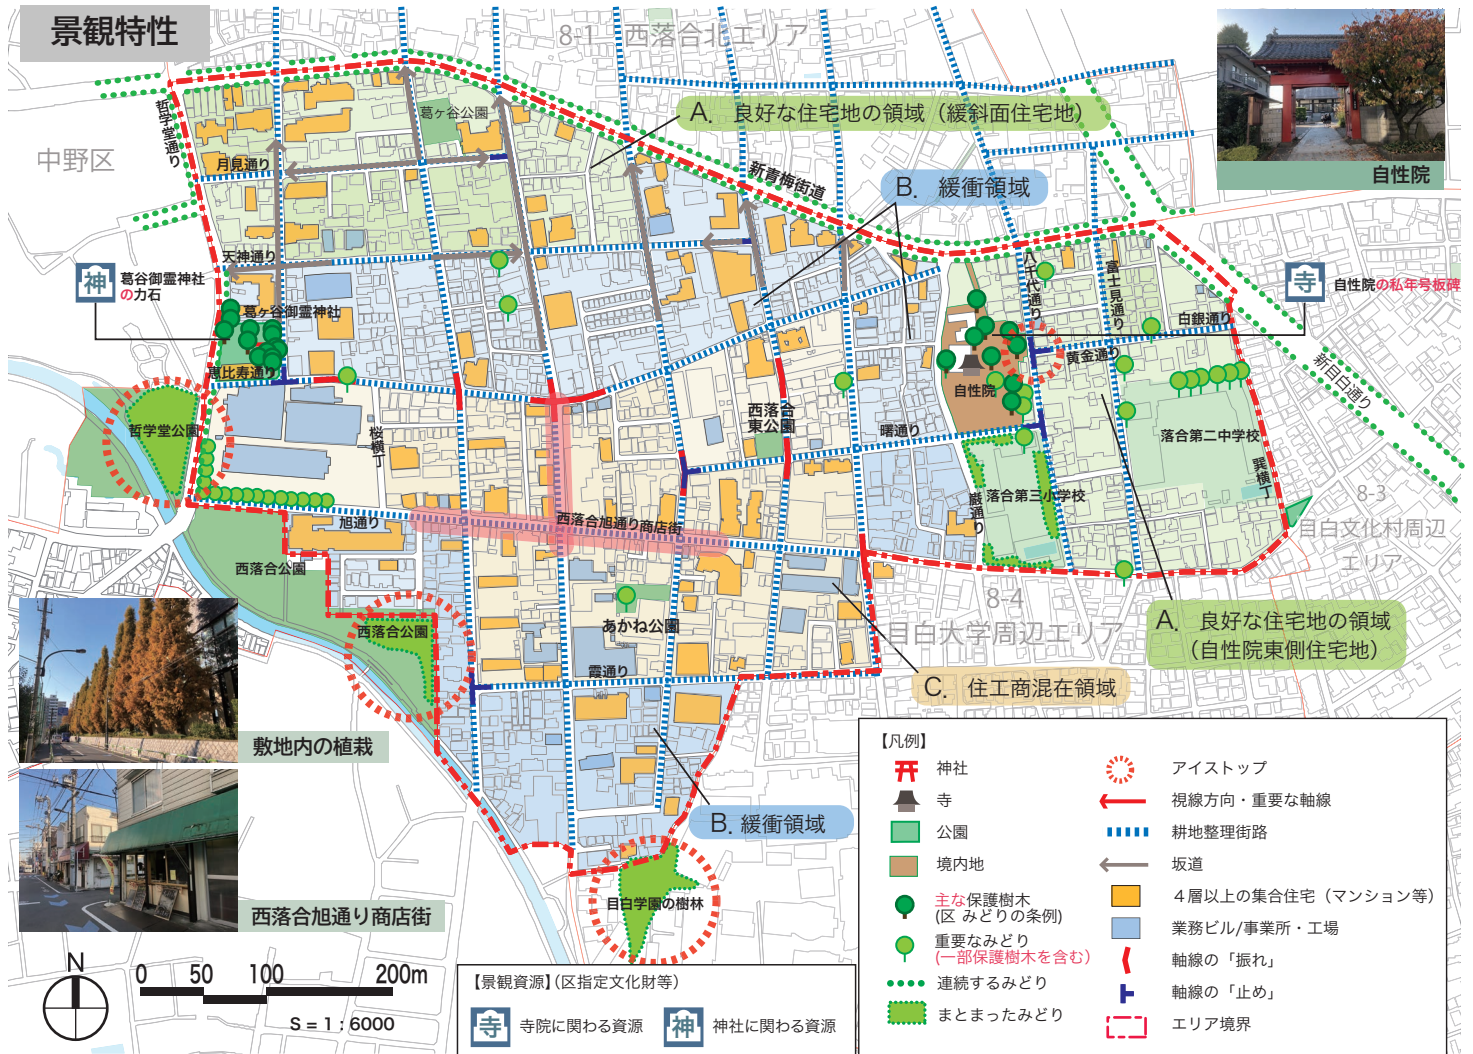 景観特性
8-1　西落合北エリア
中野区
哲学堂通り
葛ヶ谷公園
A.　良好な住宅地の領域（緩斜面住宅地）
月見通り
新青梅街道
B. 緩衝領域
自性院
天神通り
神
葛谷御霊神社
の力石
葛ヶ谷御霊神社
八千代通り
富士見通り
寺
自性院の私年号板碑
白銀通り
恵比寿通り
黄金通り
新目白通り
自性院
哲学堂公園
桜横丁
西落合
東公園
曙通り
落合第二中学校
巽横丁
旭通り
西落合旭通り商店街
巌通り
落合第三小学校
8-3
目白文化村周辺
エリア
西落合公園
8-4
目白大学周辺エリア
西落合公園
あかね公園
A.　良好な住宅地の領域
（自性院東側住宅地）
霞通り
C.　住工商混在領域
敷地内の植栽
B. 緩衝領域
西落合旭通り商店街
目白学園の樹林
N
0 50 100 200m
S = 1 : 6000
【景観資源】(区指定文化財等)
寺 寺院に関わる資源
神 神社に関わる資源
【凡例】
神社
寺
公園
境内地
主な保護樹木
(区 みどりの条例)
重要なみどり
(一部保護樹木を含む)
連続するみどり
まとまったみどり
アイストップ
視線方向・重要な軸線
耕地整理街路
坂道
４層以上の集合住宅（マンション等）
業務ビル/事業所・工場
軸線の「振れ」
軸線の「止め」
エリア境界